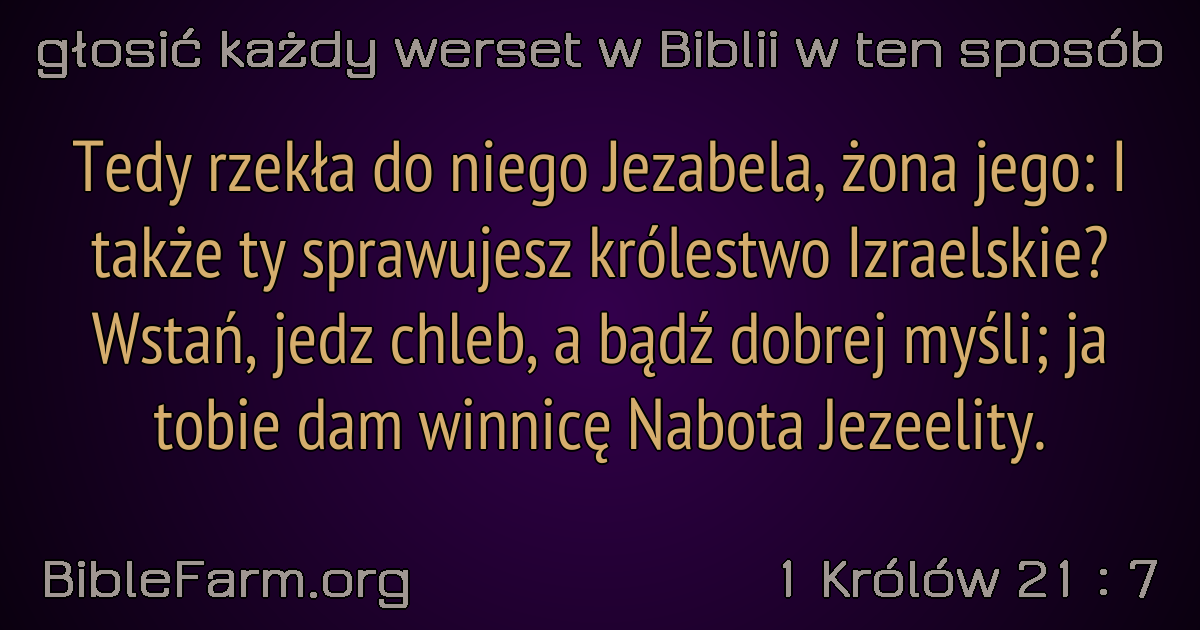 głosić każdy werset w Biblii w ten sposób
Tedy rzekła do niego Jezabela, żona jego: I
także ty sprawujesz królestwo Izraelskie?
Wstań, jedz chleb, a bądź dobrej myśli; ja
tobie dam winnicę Nabota Jezeelity.
BibleFarm.org
1 Królów 21 : 7